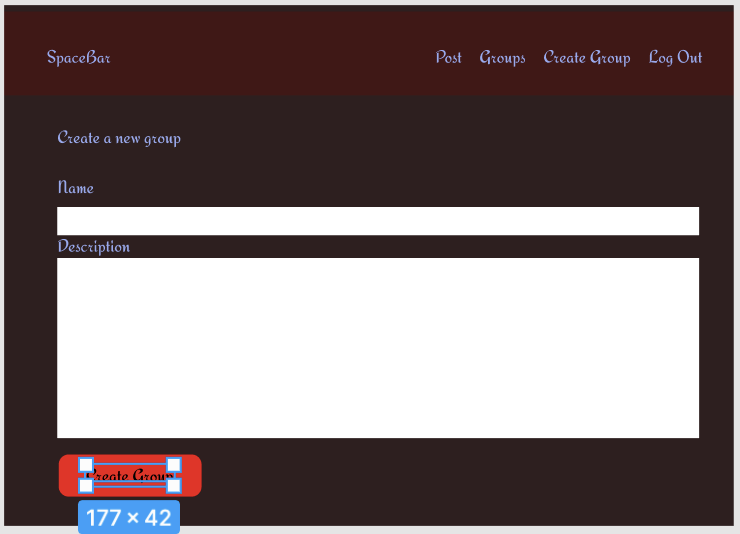 SpaceBar Post Groups Create Group Log Out
Create a new group
Name
Description
Create Group
177 × 42